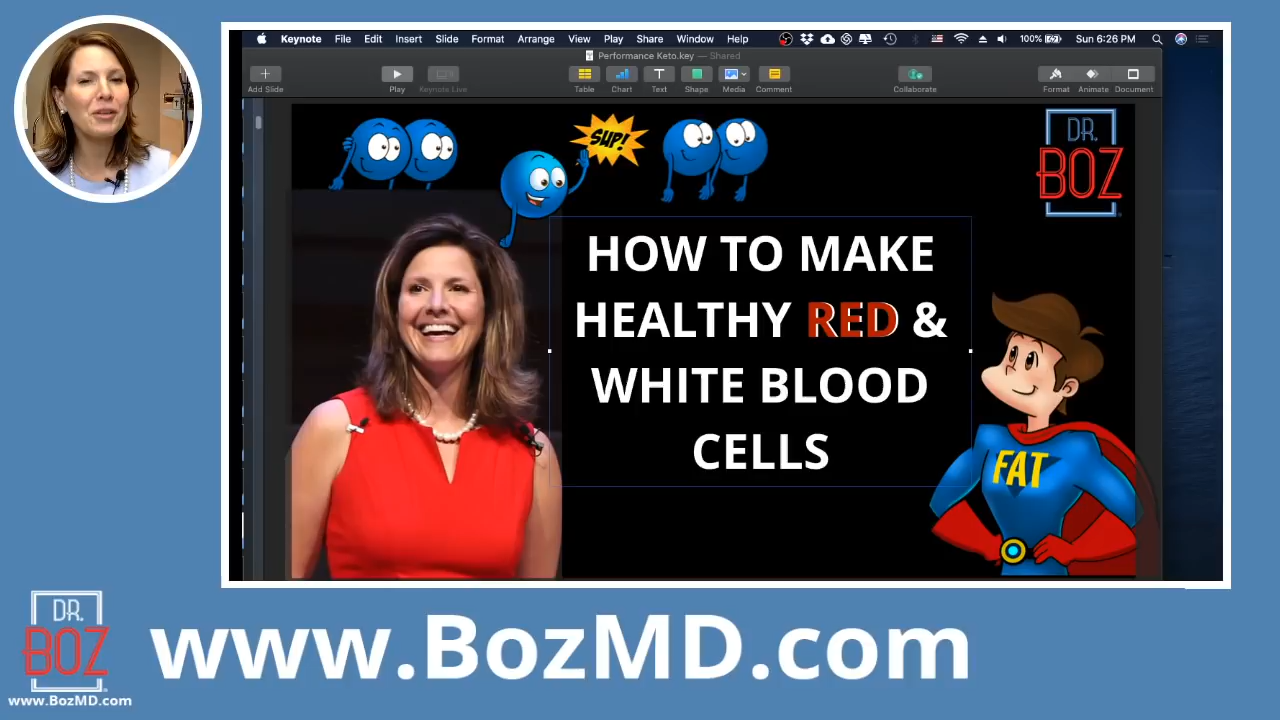 Keynote File Edit Insert Slide Format Arrange View Play Share Window Help 100% Sun 6:26 PM
Performance Keto.key — Shared
Add Slide Play Keynote Live Table Chart Text Shape Media Comment Collaborate Format Animate Document
SUP!
DR.
BOZ
HOW TO MAKE
HEALTHY RED &
WHITE BLOOD
CELLS
FAT
DR.
BOZ
www.BozMD.com
www.BozMD.com